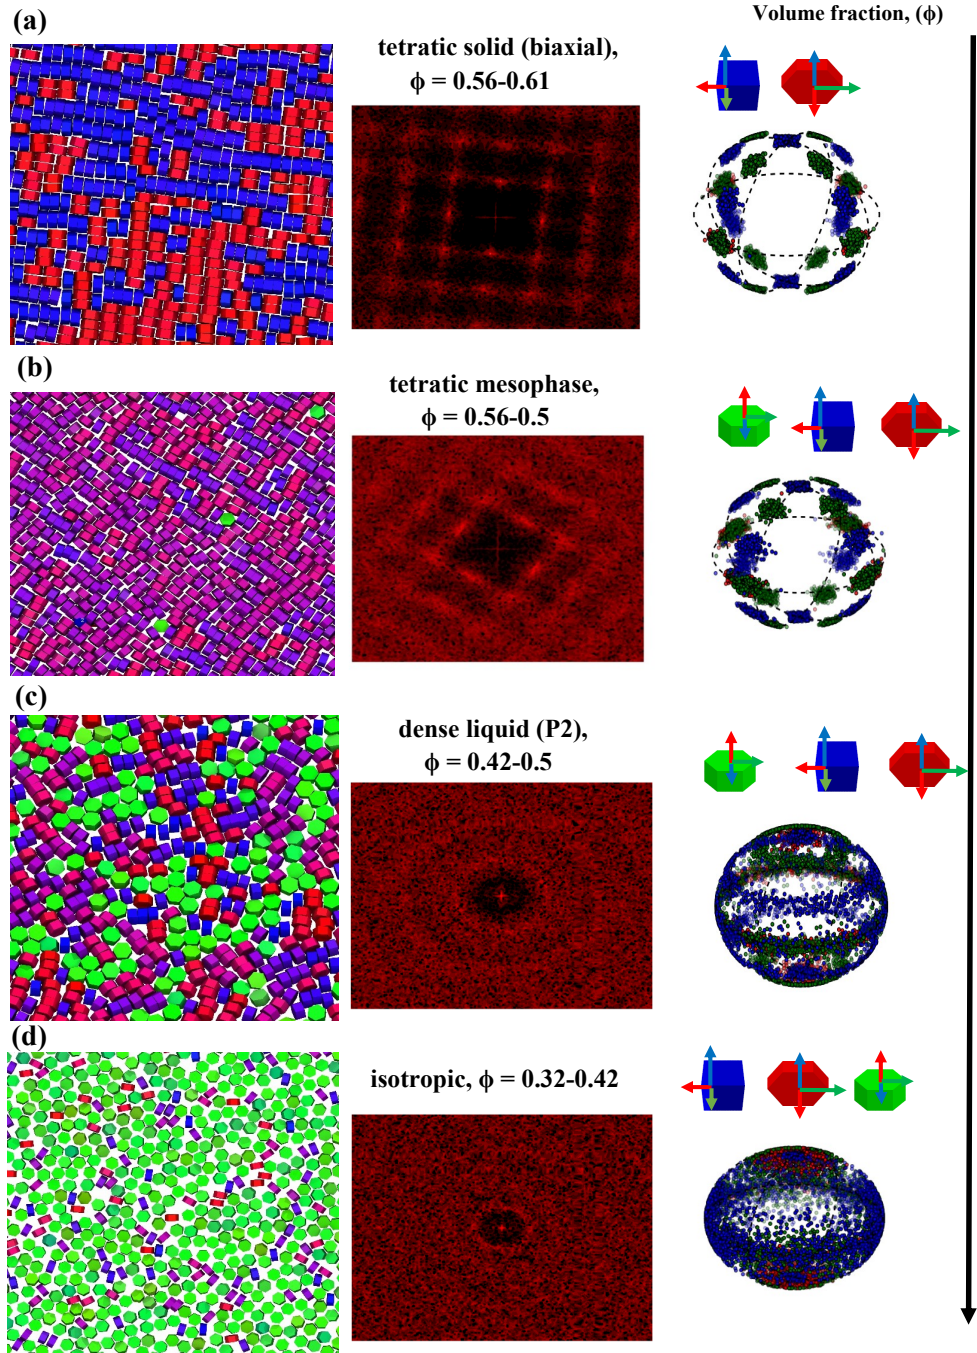 Volume fraction, (ϕ)
(a)
tetratic solid (biaxial),
ϕ = 0.56-0.61
(b)
tetratic mesophase,
ϕ = 0.56-0.5
(c)
dense liquid (P2),
ϕ = 0.42-0.5
(d)
isotropic, ϕ = 0.32-0.42